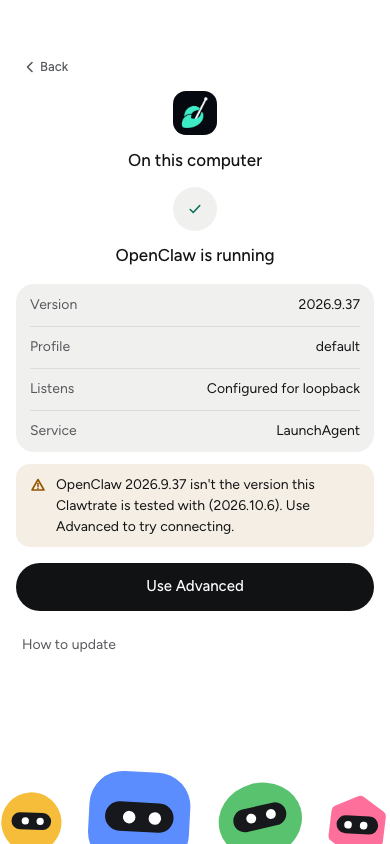 Back
On this computer
OpenClaw is running
Version 2026.9.37
Profile default
Listens Configured for loopback
Service LaunchAgent
OpenClaw 2026.9.37 isn't the version this
Clawtrate is tested with (2026.10.6). Use
Advanced to try connecting.
Use Advanced
How to update